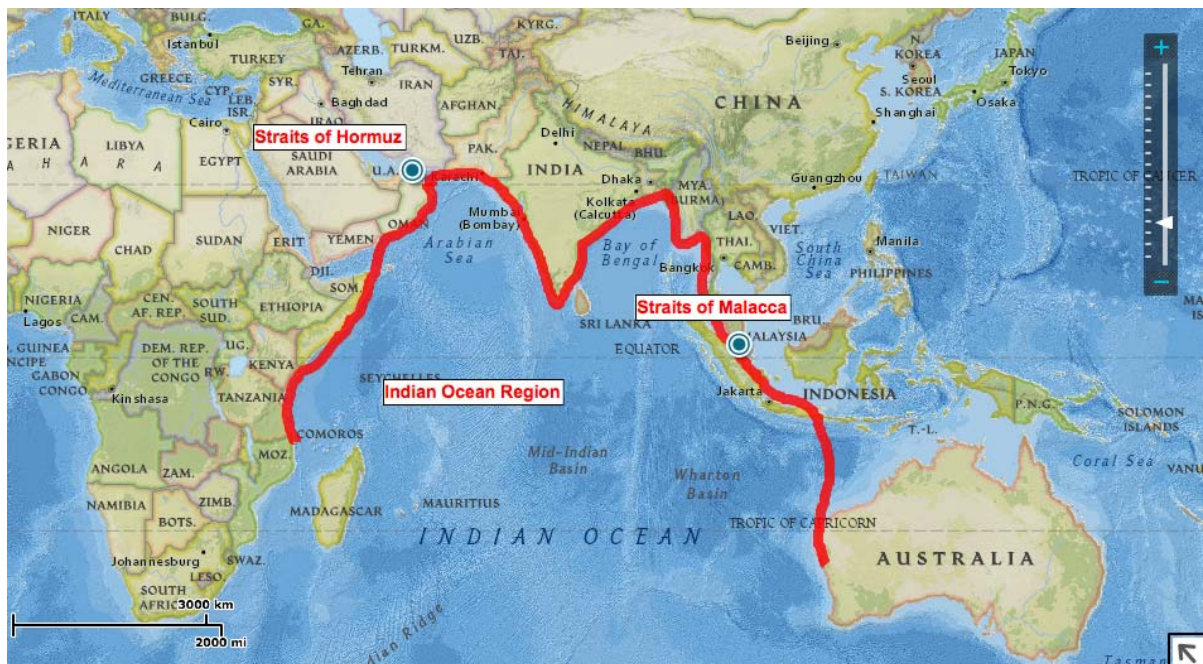 ITALY
BULG.
Istanbul
GREECE
TURKEY
GA.
AZERB.
TURKM.
UZB.
KYRG.
TAJ.
Beijing
N.
KOREA
Seoul
S. KOREA
JAPAN
Tokyo
Osaka
Mediterranean Sea
CYP.
SYR.
LEB.
ISR.
Tehran
IRAN
AFGHAN.
Baghdad
IRAQ
Cairo
CHINA
Shanghai
HIMALAYA
Straits of Hormuz
LIBYA
EGYPT
SAUDI
ARABIA
U.A.
PAK.
Karachi
Delhi
NEPAL
BHU.
INDIA
Dhaka
Kolkata
(Calcutta)
MYA.
BURMA)
Guangzhou
TAIWAN
TROPIC OF CANCER
GERIA
AHARA
NIGER
CHAD
SUDAN
ERIT
YEMEN
OMAN
Mumbai
(Bombay)
Arabian
Sea
Bay of
Bengal
LAO.
THAI.
VIET.
Bangkok
CAMB.
South
China
Sea
Manila
PHILIPPINES
DJI.
SOM.
NIGERIA
Lagos
CAM.
CEN.
AF. REP.
SOUTH
SUD.
ETHIOPIA
Straits of Malacca
SRI LANKA
EQUATOR
BRU.
MALAYSIA
GUINEA
NCIPE
GABON
CONGO
DEM. REP.
OF THE
CONGO
UG.
RW.
KENYA
SEYCHELLES
Kinshasa
TANZANIA
Indian Ocean Region
Jakarta
INDONESIA
P.N.G.
SOLOMON
ISLANDS
T.-L.
COMOROS
ANGOLA
ZAM.
MOZ.
Mid-Indian
Basin
Wharton
Basin
Coral Sea
VANU
NAMIBIA
ZIMB.
BOTS.
MADAGASCAR
MAURITIUS
TROPIC OF CAPRICORN
INDIAN OCEAN
AUSTRALIA
Johannesburg
SWAZ.
LESO.
SOUTH
AFRIC
3000 km
2000 mi
dian Ridge
Tasman